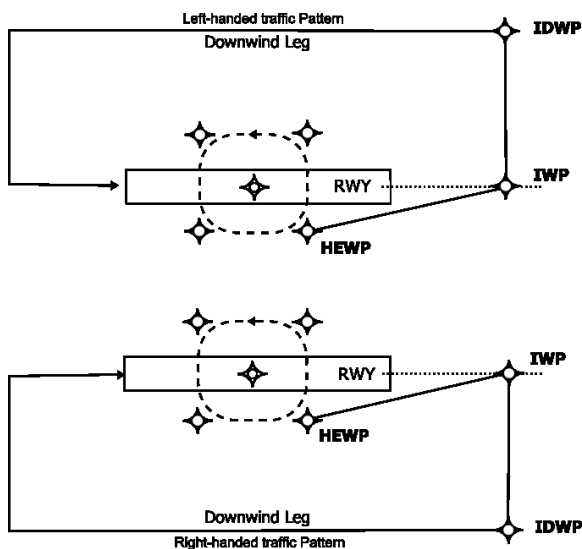 Left-handed traffic Pattern
IDWP
Downwind Leg
RWY
IWP
HEWP
IWP
RWY
HEWP
Downwind Leg
IDWP
Right-handed traffic Pattern